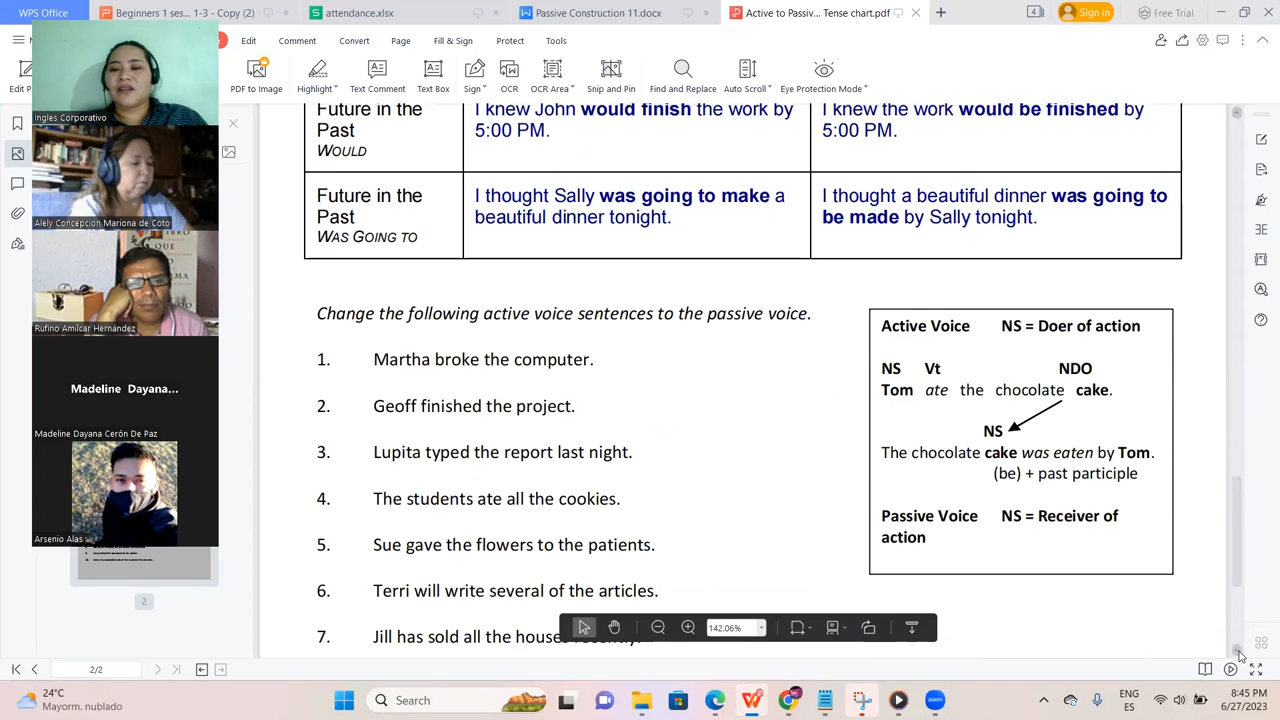 WPS Office
1-3 - Copy (2)
attendance.xlsx
Passive Construction 11.docx
Active to Passiv... Tense chart.pdf
Sign in
Free Trial
Edit
Comment
Convert
Page
Fill & Sign
Protect
Tools
Edit P
PDF to Image
Highlight
Text Comment
Text Box
Sign
OCR
OCR Area
Snip and Pin
Find and Replace
Auto Scroll
Eye Protection Mode
Ingles Corporativo
Alely Concepcion Mariona de Coto
Rufino Amilcar Hernández
Madeline Dayana...
Madeline Dayana Cerón De Paz
Arsenio Alas
2
Future in the
Past
WOULD
I knew John would finish the work by
5:00 PM.
I knew the work would be finished by
5:00 PM.
Future in the
Past
WAS GOING TO
I thought Sally was going to make a
beautiful dinner tonight.
I thought a beautiful dinner was going to
be made by Sally tonight.
Change the following active voice sentences to the passive voice.
1. Martha broke the computer.
2. Geoff finished the project.
3. Lupita typed the report last night.
4. The students ate all the cookies.
5. Sue gave the flowers to the patients.
6. Terri will write several of the articles.
7. Jill has sold all the houses recently.
Active Voice NS = Doer of action
NS Vt NDO
Tom ate the chocolate cake.
NS
The chocolate cake was eaten by Tom.
(be) + past participle
Passive Voice NS = Receiver of
action
142.06%
2/2
24°C
Mayorm. nublado
Search
zoom
ENG
ES
8:45 PM
6/27/2023